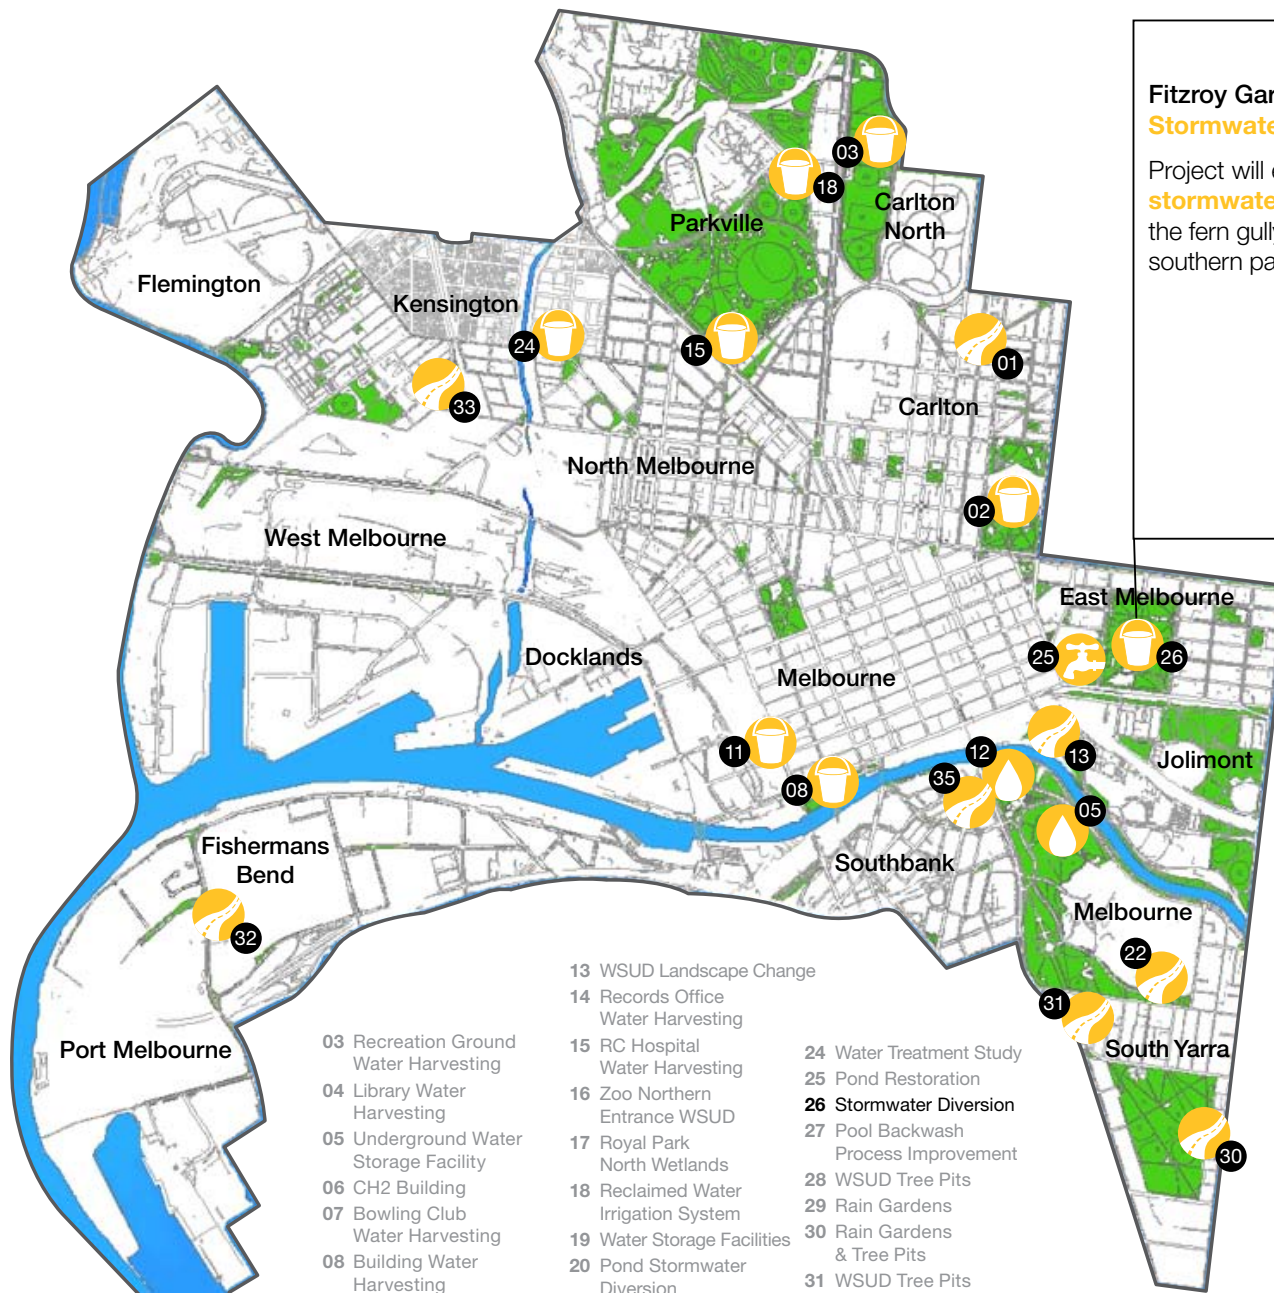 Fitzroy Gar
Stormwate
Project will e
stormwate
the fern gully
southern pa
03
18
Carlton
North
Parkville
Flemington
Kensington
24
15
01
33
Carlton
North Melbourne
02
West Melbourne
East Melbourne
25
26
Docklands
Melbourne
11
12
13
Jolimont
35
08
05
Southbank
Fishermans
Bend
Melbourne
32
22
31
Port Melbourne
South Yarra
30
03 Recreation Ground
Water Harvesting
04 Library Water
Harvesting
05 Underground Water
Storage Facility
06 CH2 Building
07 Bowling Club
Water Harvesting
08 Building Water
Harvesting
13 WSUD Landscape Change
14 Records Office
Water Harvesting
15 RC Hospital
Water Harvesting
16 Zoo Northern
Entrance WSUD
17 Royal Park
North Wetlands
18 Reclaimed Water
Irrigation System
19 Water Storage Facilities
20 Pond Stormwater
Diversion
24 Water Treatment Study
25 Pond Restoration
26 Stormwater Diversion
27 Pool Backwash
Process Improvement
28 WSUD Tree Pits
29 Rain Gardens
30 Rain Gardens
& Tree Pits
31 WSUD Tree Pits